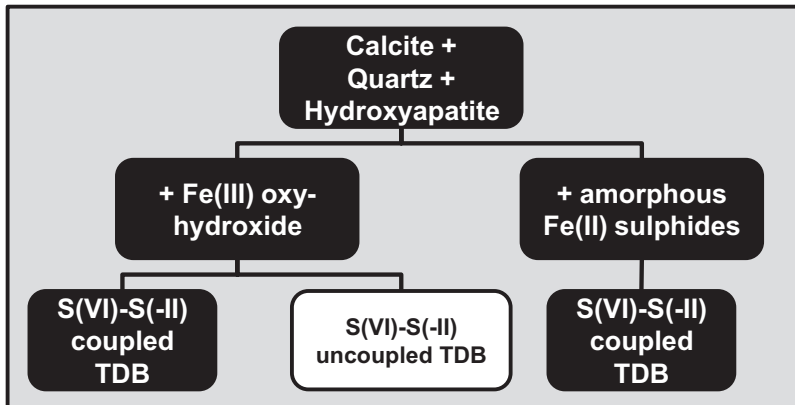 Calcite +
Quartz +
Hydroxyapatite
+ Fe(III) oxy-
hydroxide
+ amorphous
Fe(II) sulphides
S(VI)-S(-II)
coupled
TDB
S(VI)-S(-II)
uncoupled TDB
S(VI)-S(-II)
coupled
TDB